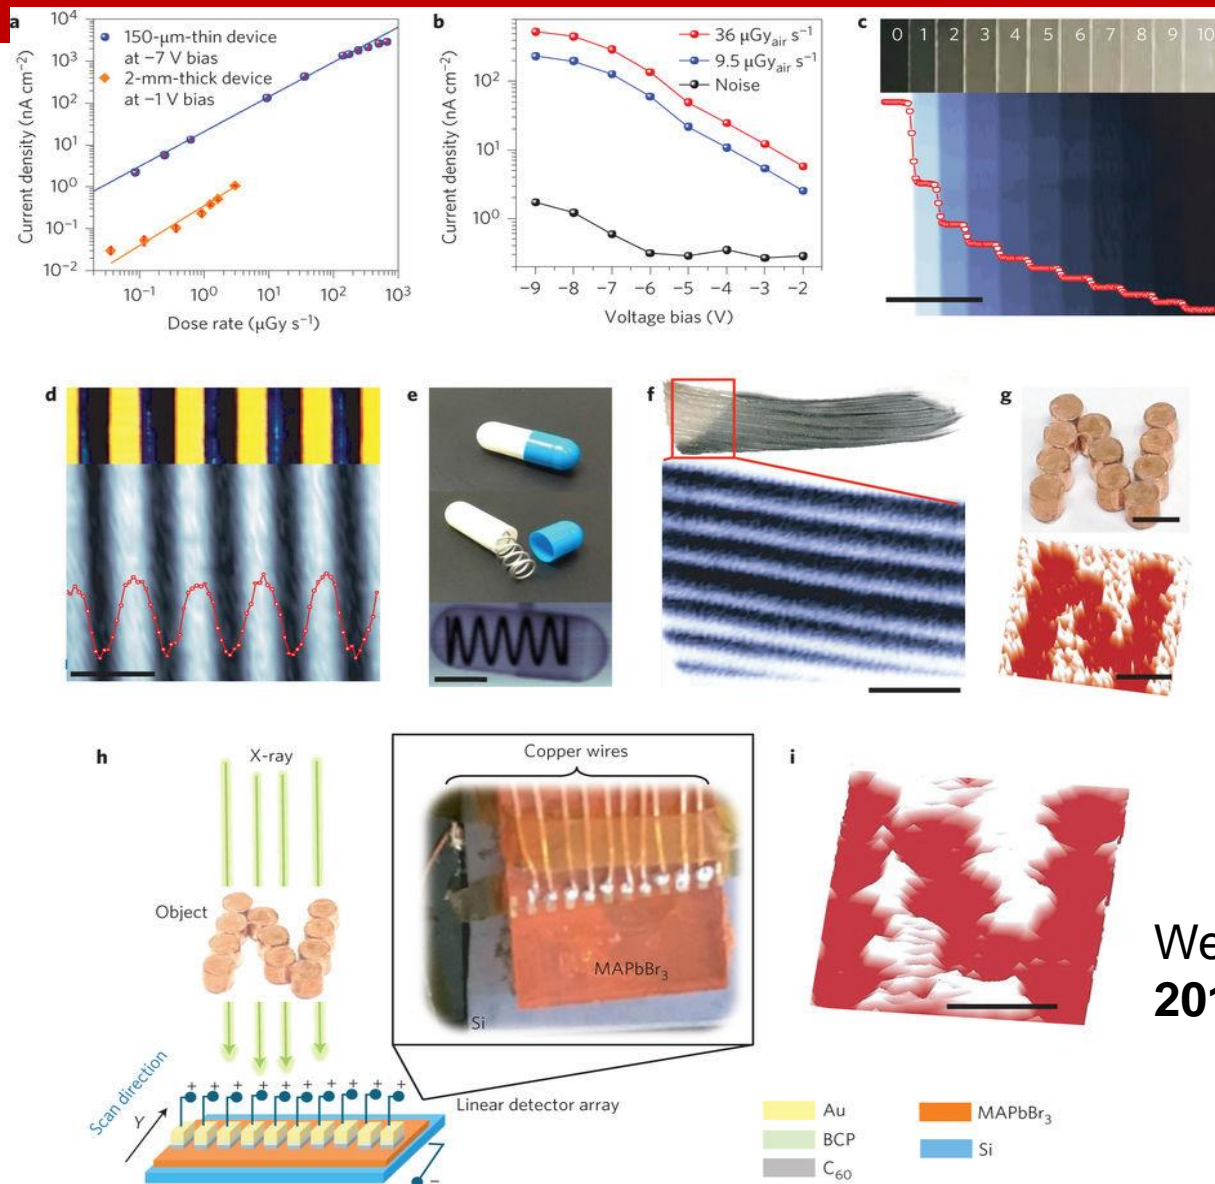 a
10⁴
10³
10²
10¹
10⁰
10⁻¹
10⁻²
Current density (nA cm⁻²)
150-μm-thin device
at −7 V bias
2-mm-thick device
at −1 V bias
10⁻¹ 10⁰ 10¹ 10² 10³
Dose rate (μGy s⁻¹)
b
10²
10¹
10⁰
Current density (nA cm⁻²)
36 μGyₐᵢᵣ s⁻¹
9.5 μGyₐᵢᵣ s⁻¹
Noise
−9 −8 −7 −6 −5 −4 −3 −2
Voltage bias (V)
c
0 1 2 3 4 5 6 7 8 9 10
d
e
f
g
h
X-ray
Object
Scan direction
Y
+ + + + + + + + + +
−
Linear detector array
Copper wires
MAPbBr₃
Si
i
Au
BCP
C₆₀
MAPbBr₃
Si
We
201